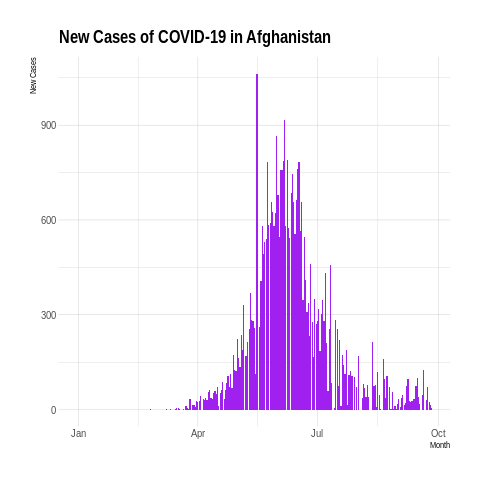 New Cases of COVID-19 in Afghanistan
New Cases
900
600
300
0
Jan Apr Jul Oct
Month